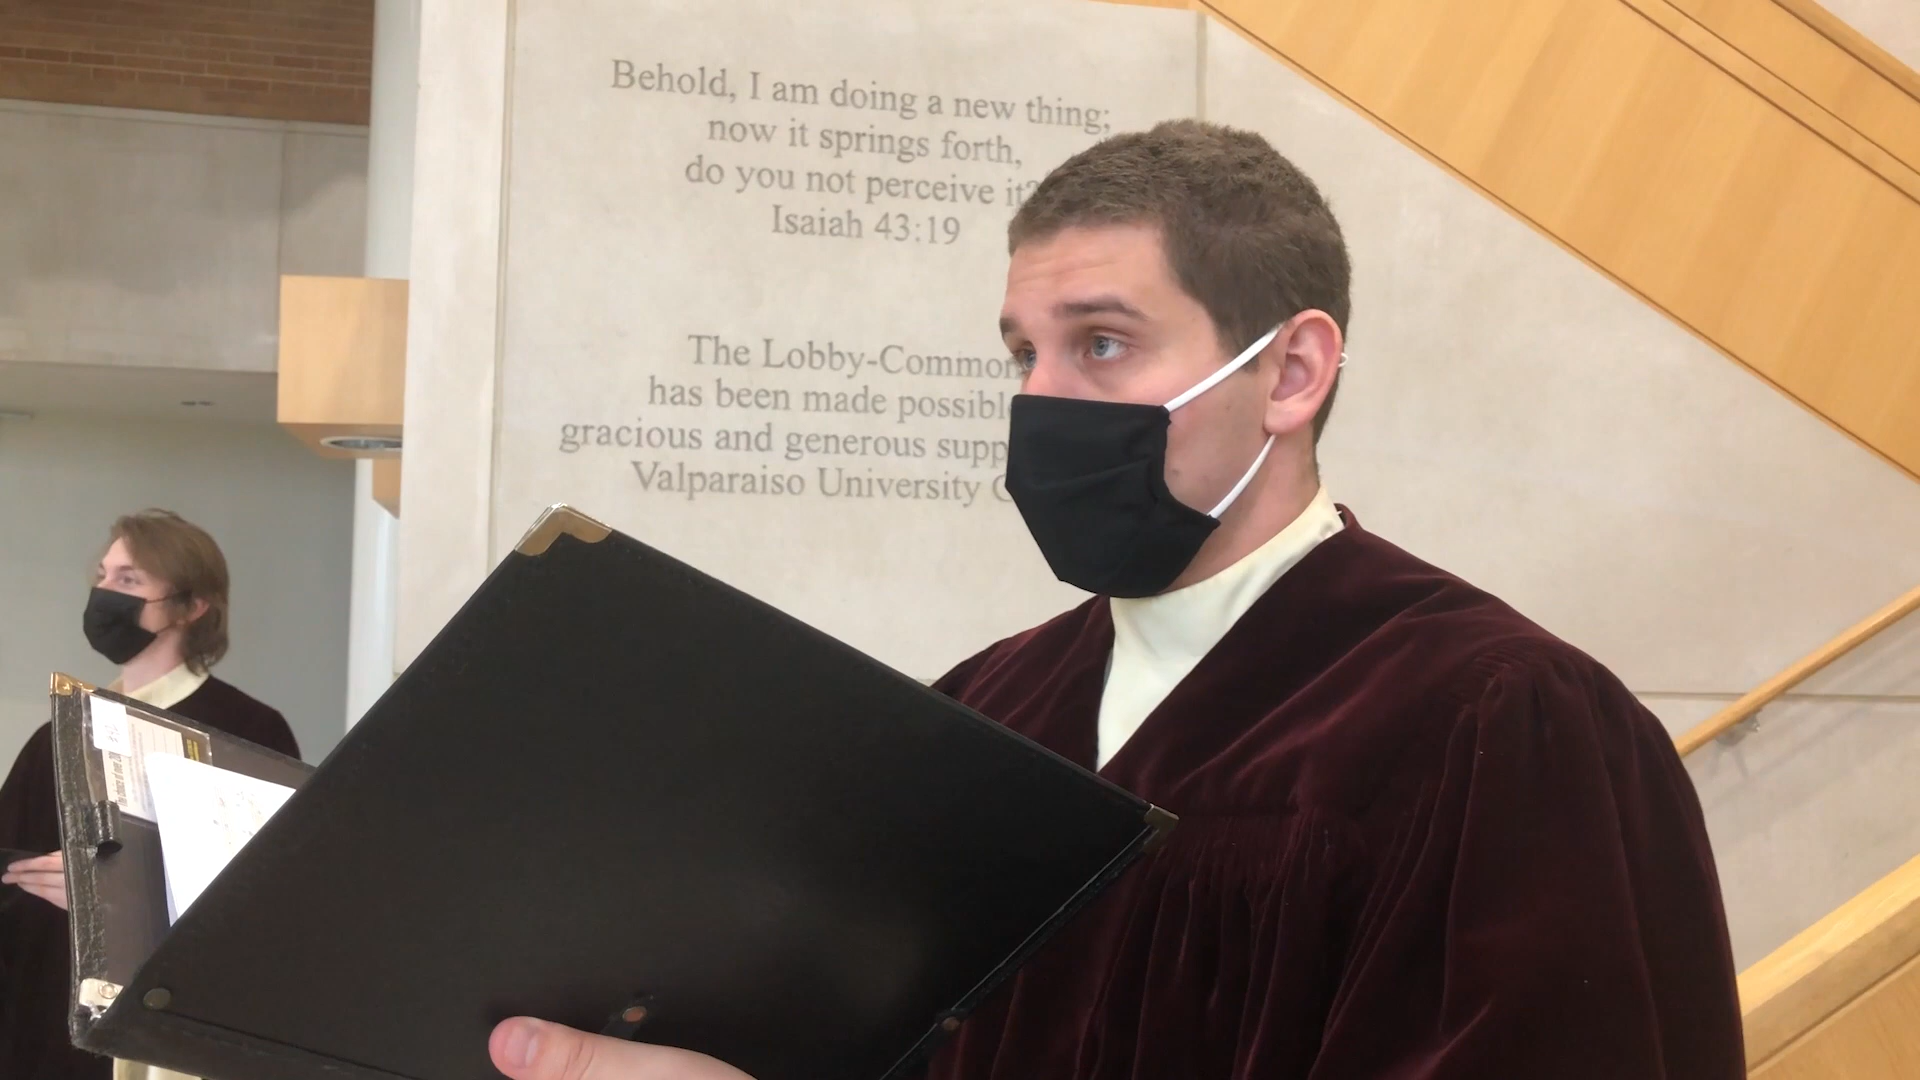 Behold, I am doing a new thing;
now it springs forth,
do you not perceive it?
Isaiah 43:19
The Lobby-Common
has been made possible
gracious and generous supp
Valparaiso University